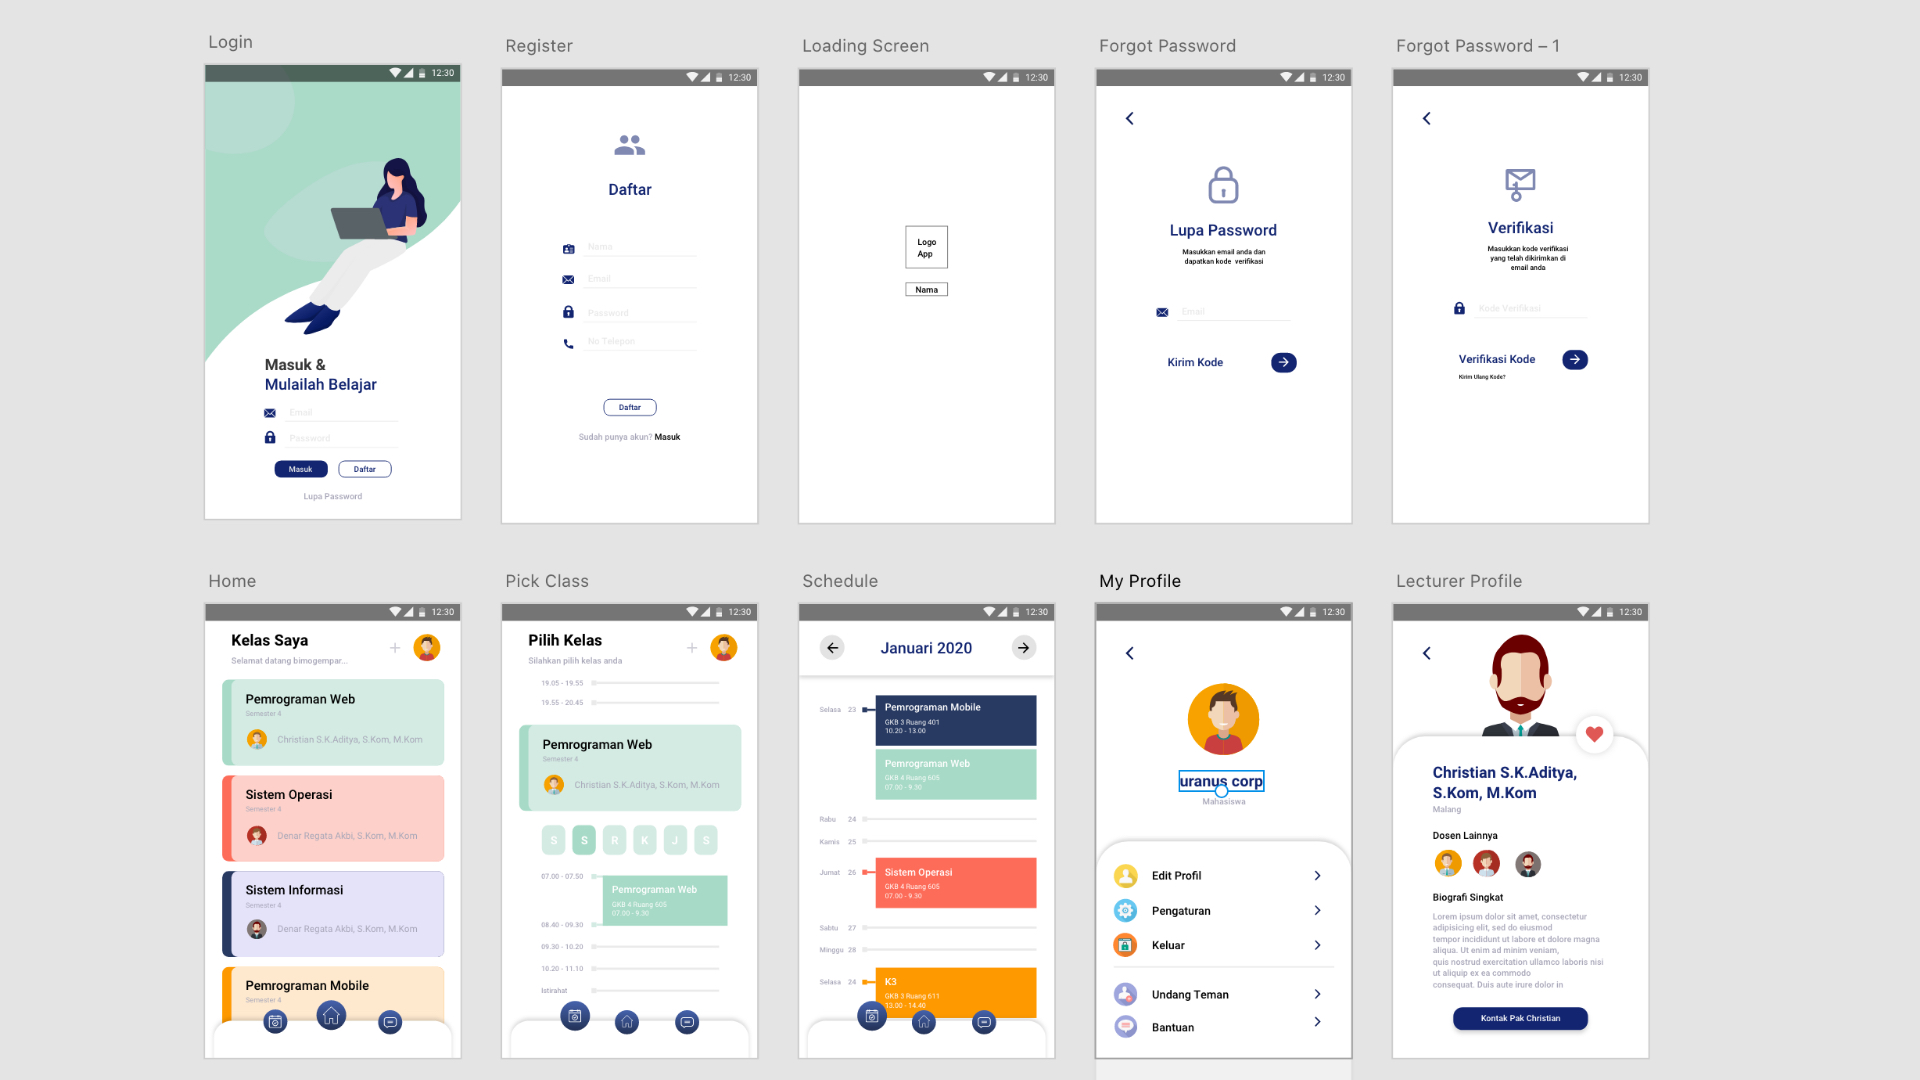 Login
12:30
Masuk &
Mulailah Belajar
Email
Password
Masuk
Daftar
Lupa Password
Register
12:30
Daftar
Nama
Email
Password
No Telepon
Daftar
Sudah punya akun? Masuk
Loading Screen
12:30
Logo
App
Nama
Forgot Password
12:30
Lupa Password
Masukkan email anda dan
dapatkan kode verifikasi
Email
Kirim Kode
Forgot Password – 1
12:30
Verifikasi
Masukkan kode verifikasi
yang telah dikirimkan di
email anda
Kode Verifikasi
Verifikasi Kode
Kirim Ulang Kode?
Home
12:30
Kelas Saya
Selamat datang bimogempar...
Pemrograman Web
Semester 4
Christian S.K.Aditya, S.Kom, M.Kom
Sistem Operasi
Semester 4
Denar Regata Akbi, S.Kom, M.Kom
Sistem Informasi
Semester 4
Denar Regata Akbi, S.Kom, M.Kom
Pemrograman Mobile
Semester 4
Pick Class
12:30
Pilih Kelas
Silahkan pilih kelas anda
19.05 - 19.55
19.55 - 20.45
Pemrograman Web
Semester 4
Christian S.K.Aditya, S.Kom, M.Kom
S S R K J S
07.00 - 07.50
Pemrograman Web
GKB 4 Ruang 605
07.00 - 9.30
08.40 - 09.30
09.30 - 10.20
10.20 - 11.10
Istirahat
Schedule
12:30
Januari 2020
Selasa 23
Pemrograman Mobile
GKB 3 Ruang 401
10.20 - 13.00
Pemrograman Web
GKB 4 Ruang 605
07.00 - 9.30
Rabu 24
Kamis 25
Jumat 26
Sistem Operasi
GKB 4 Ruang 605
07.00 - 9.30
Sabtu 27
Minggu 28
Selasa 24
K3
GKB 3 Ruang 611
13.00 - 14.40
My Profile
12:30
uranus corp
Mahasiswa
Edit Profil
Pengaturan
Keluar
Undang Teman
Bantuan
Lecturer Profile
12:30
Christian S.K.Aditya,
S.Kom, M.Kom
Malang
Dosen Lainnya
Biografi Singkat
Lorem ipsum dolor sit amet, consectetur
adipisicing elit, sed do eiusmod
tempor incididunt ut labore et dolore magna
aliqua. Ut enim ad minim veniam,
quis nostrud exercitation ullamco laboris nisi
ut aliquip ex ea commodo
consequat. Duis aute irure dolor in
Kontak Pak Christian